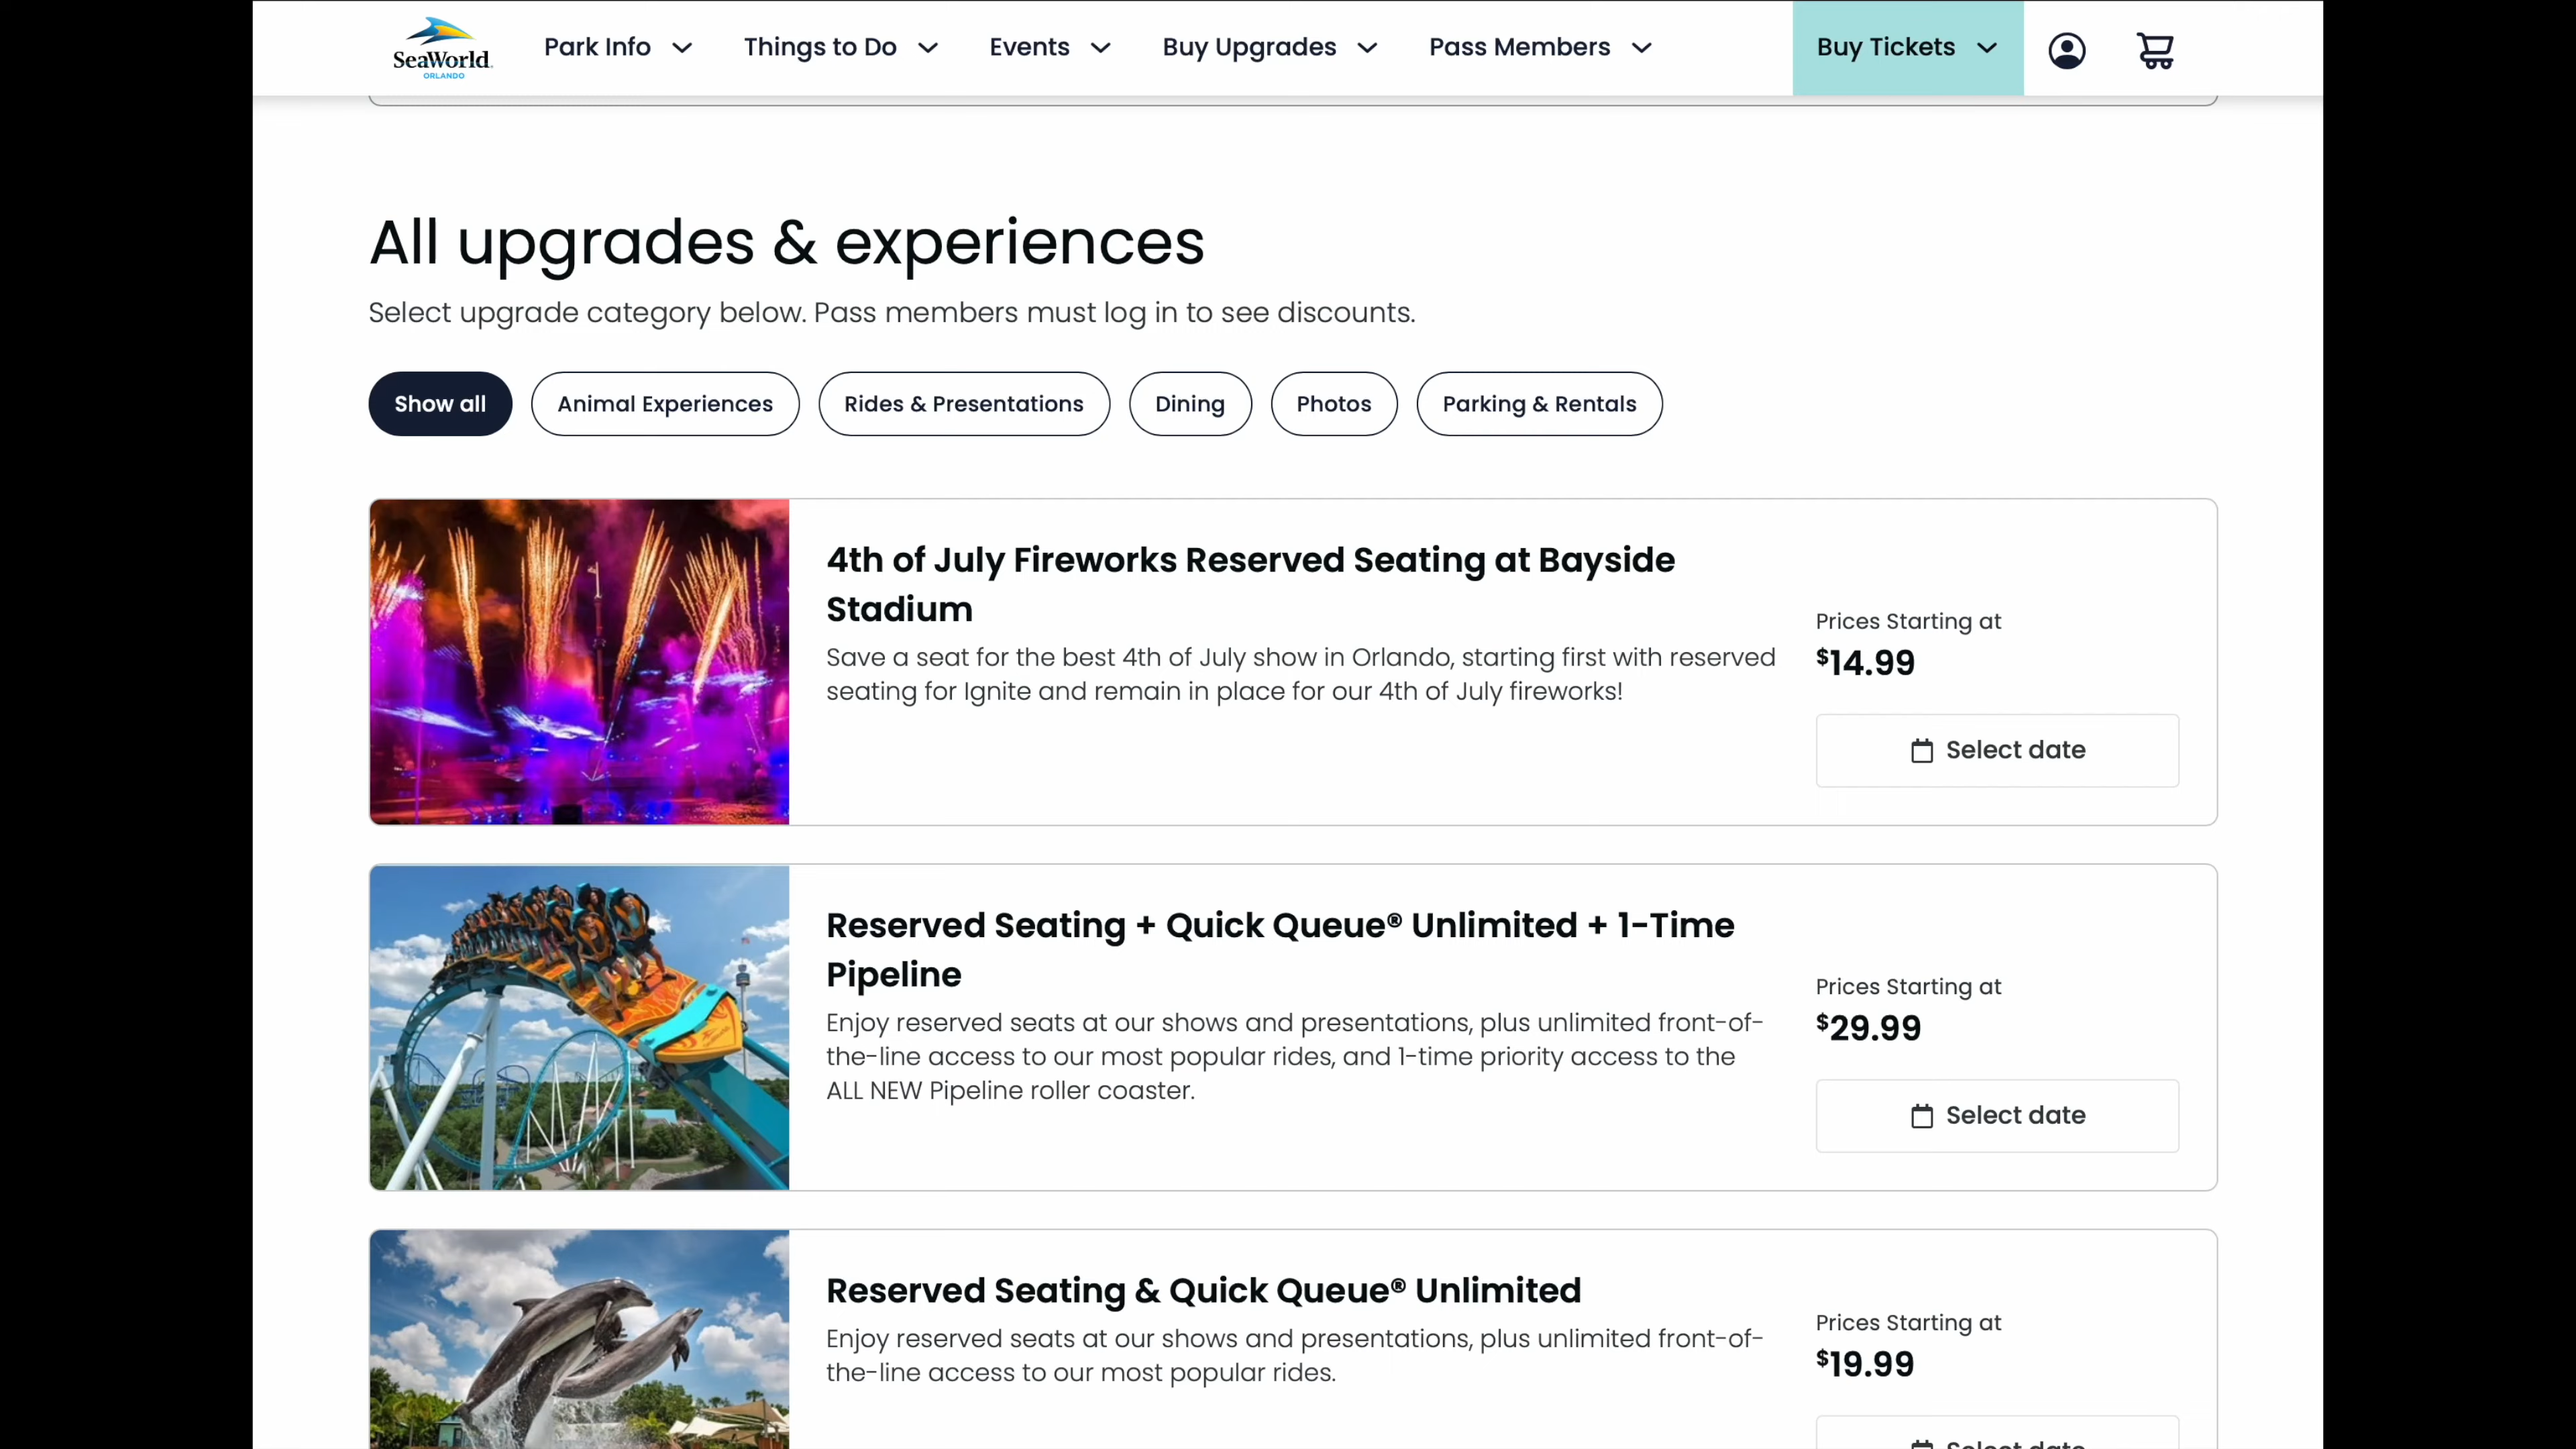 SeaWorld
ORLANDO
Park Info
Things to Do
Events
Buy Upgrades
Pass Members
Buy Tickets
All upgrades & experiences
Select upgrade category below. Pass members must log in to see discounts.
Show all
Animal Experiences
Rides & Presentations
Dining
Photos
Parking & Rentals
4th of July Fireworks Reserved Seating at Bayside
Stadium
Save a seat for the best 4th of July show in Orlando, starting first with reserved
seating for Ignite and remain in place for our 4th of July fireworks!
Prices Starting at
$14.99
Select date
Reserved Seating + Quick Queue® Unlimited + 1-Time
Pipeline
Enjoy reserved seats at our shows and presentations, plus unlimited front-of-
the-line access to our most popular rides, and 1-time priority access to the
ALL NEW Pipeline roller coaster.
Prices Starting at
$29.99
Select date
Reserved Seating & Quick Queue® Unlimited
Enjoy reserved seats at our shows and presentations, plus unlimited front-of-
the-line access to our most popular rides.
Prices Starting at
$19.99
Select date